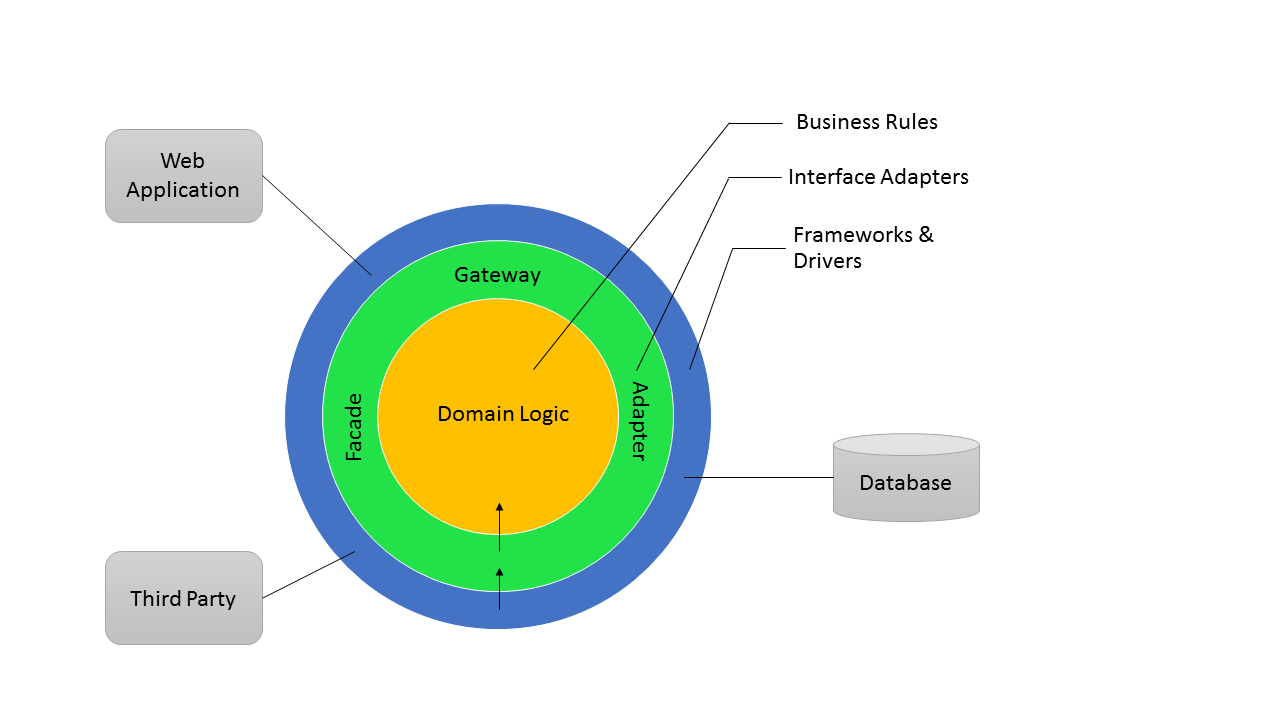 Business Rules
Web
Application
Interface Adapters
Frameworks &
Drivers
Gateway
Facade
Domain Logic
Adapter
Database
Third Party